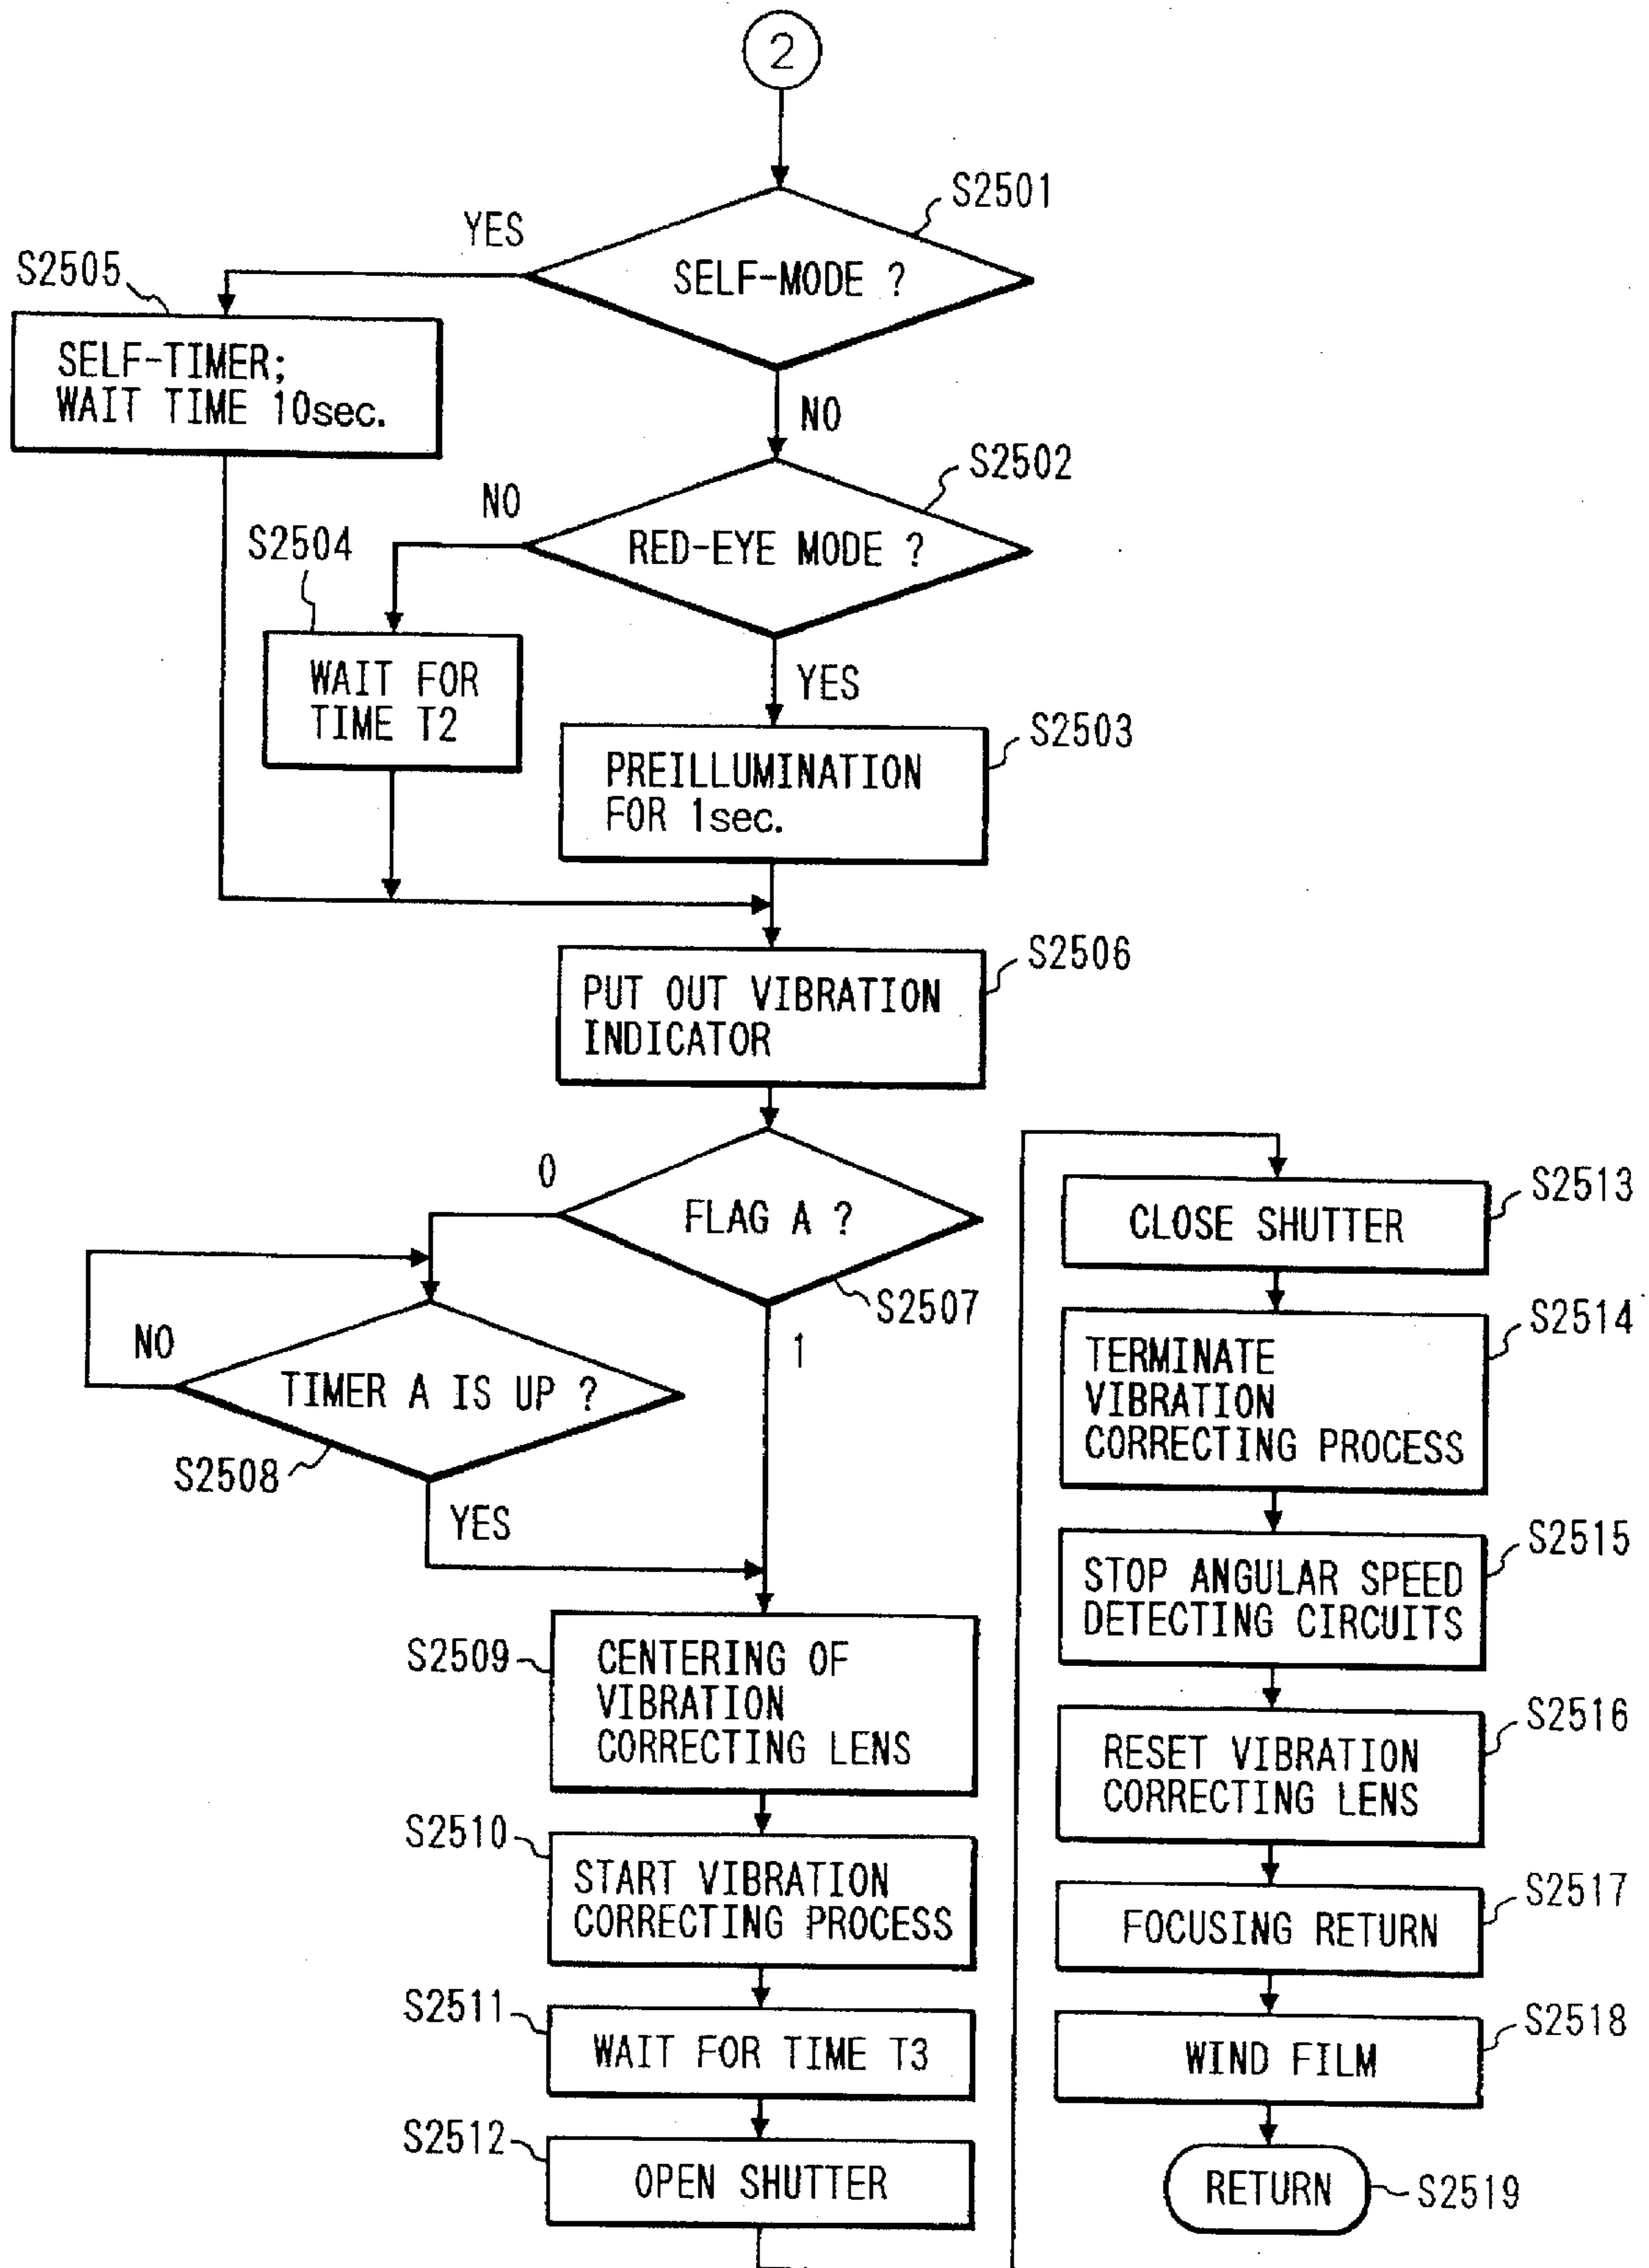 2
S2501
YES
SELF-MODE ?
S2505
SELF-TIMER;
WAIT TIME 10sec.
NO
S2502
NO
RED-EYE MODE ?
S2504
WAIT FOR
TIME T2
YES
S2503
PREILLUMINATION
FOR 1sec.
S2506
PUT OUT VIBRATION
INDICATOR
0
FLAG A ?
S2507
1
NO
TIMER A IS UP ?
S2508
YES
S2509
CENTERING OF
VIBRATION
CORRECTING LENS
S2510
START VIBRATION
CORRECTING PROCESS
S2511
WAIT FOR TIME T3
S2512
OPEN SHUTTER
S2513
CLOSE SHUTTER
S2514
TERMINATE
VIBRATION
CORRECTING PROCESS
S2515
STOP ANGULAR SPEED
DETECTING CIRCUITS
S2516
RESET VIBRATION
CORRECTING LENS
S2517
FOCUSING RETURN
S2518
WIND FILM
RETURN
S2519